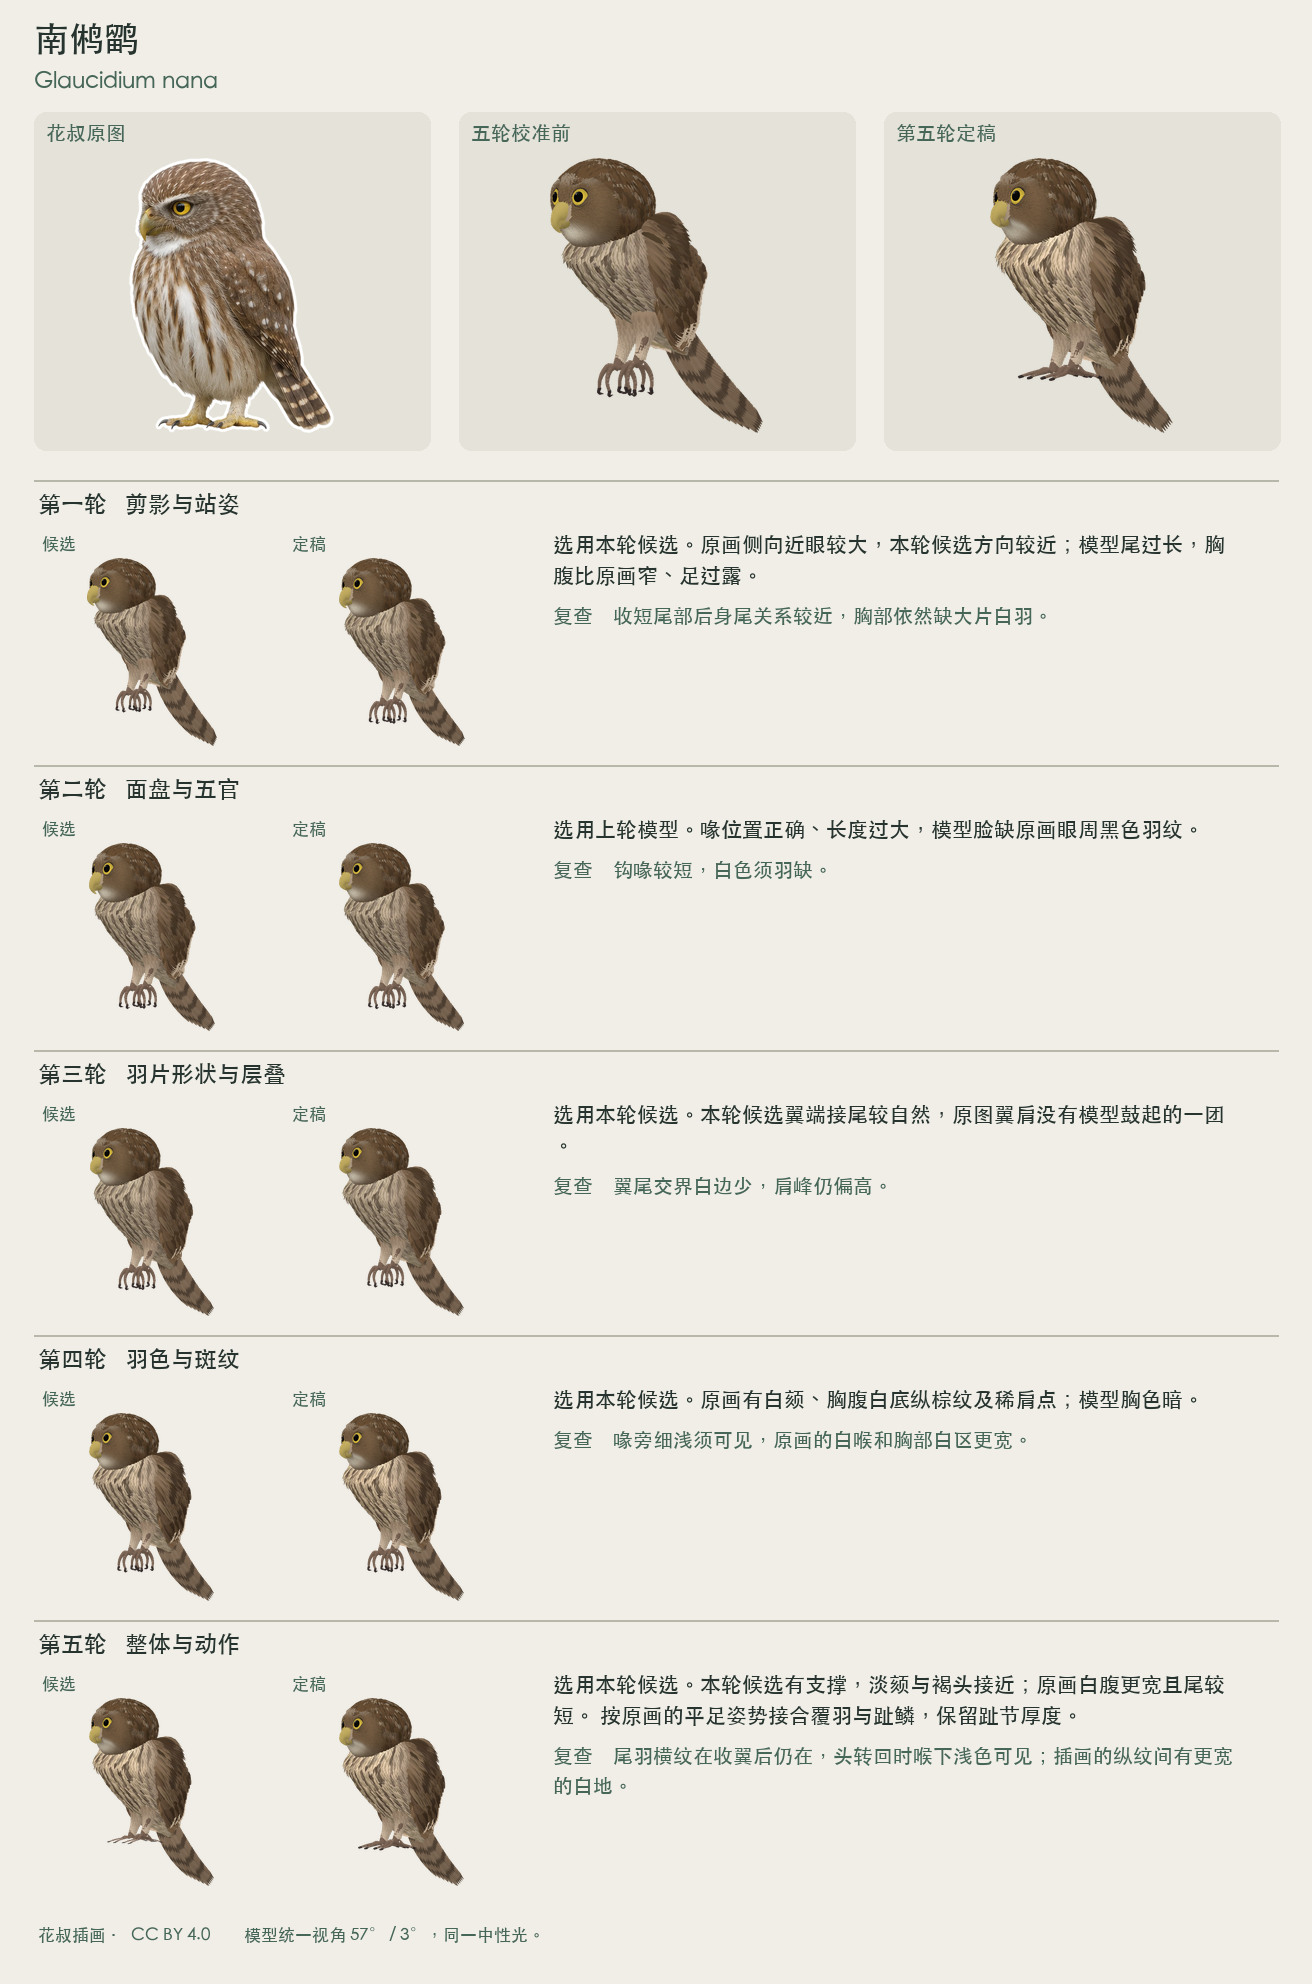 南鸺鹠
Glaucidium nana
花叔原图
五轮校准前
第五轮定稿
第一轮 剪影与站姿
候选
定稿
选用本轮候选。原画侧向近眼较大，本轮候选方向较近；模型尾过长，胸
腹比原画窄、足过露。
复查 收短尾部后身尾关系较近，胸部依然缺大片白羽。
第二轮 面盘与五官
候选
定稿
选用上轮模型。喙位置正确、长度过大，模型脸缺原画眼周黑色羽纹。
复查 钩喙较短，白色须羽缺。
第三轮 羽片形状与层叠
候选
定稿
选用本轮候选。本轮候选翼端接尾较自然，原图翼肩没有模型鼓起的一团
。
复查 翼尾交界白边少，肩峰仍偏高。
第四轮 羽色与斑纹
候选
定稿
选用本轮候选。原画有白颏、胸腹白底纵棕纹及稀肩点；模型胸色暗。
复查 喙旁细浅须可见，原画的白喉和胸部白区更宽。
第五轮 整体与动作
候选
定稿
选用本轮候选。本轮候选有支撑，淡颏与褐头接近；原画白腹更宽且尾较
短。 按原画的平足姿势接合覆羽与趾鳞，保留趾节厚度。
复查 尾羽横纹在收翼后仍在，头转回时喉下浅色可见；插画的纵纹间有更宽
的白地。
花叔插画 · CC BY 4.0 模型统一视角 57° / 3° ，同一中性光。